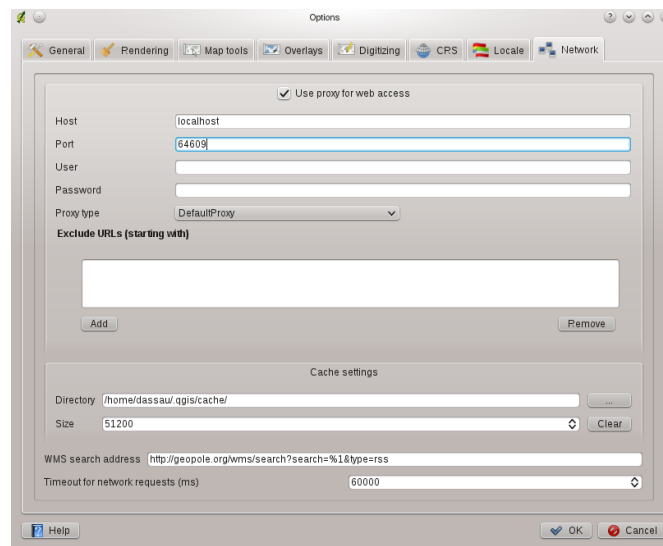 Options
General Rendering Map tools Overlays Digitizing CRS Locale Network
Use proxy for web access
Host localhost
Port 64609
User
Password
Proxy type DefaultProxy
Exclude URLs (starting with)
Add Remove
Cache settings
Directory /home/dassau/.qgis/cache/ ...
Size 51200 Clear
WMS search address http://geopole.org/wms/search?search=%1&type=rss
Timeout for network requests (ms) 60000
Help OK Cancel